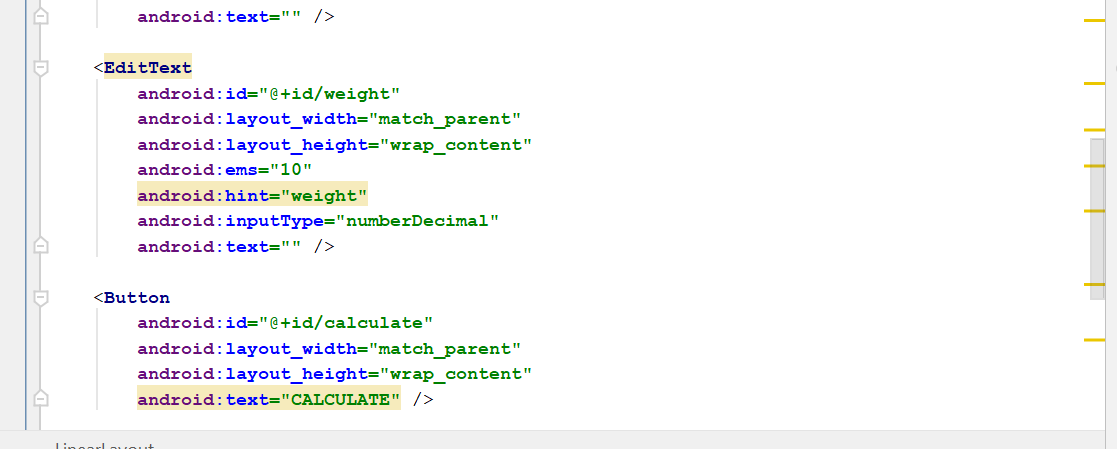 android:text="" />
<EditText
android:id="@+id/weight"
android:layout_width="match_parent"
android:layout_height="wrap_content"
android:ems="10"
android:hint="weight"
android:inputType="numberDecimal"
android:text="" />
<Button
android:id="@+id/calculate"
android:layout_width="match_parent"
android:layout_height="wrap_content"
android:text="CALCULATE" />
LinearLayout